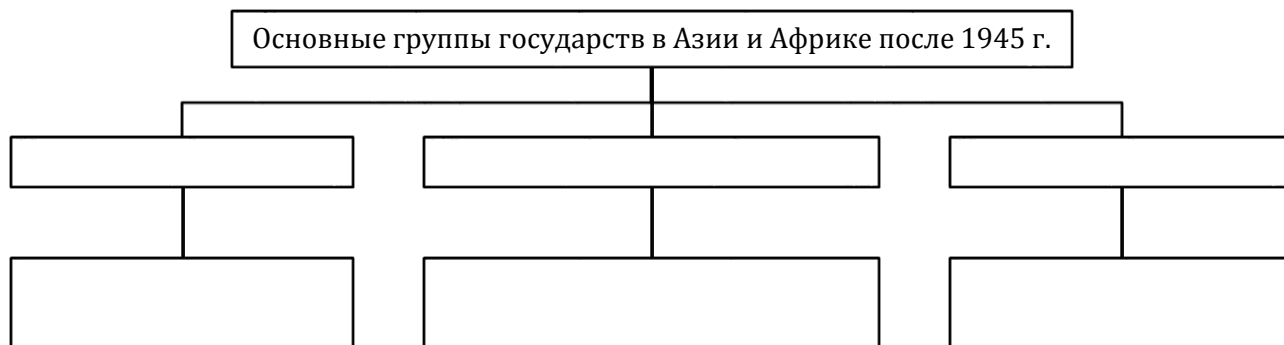 Основные группы государств в Азии и Африке после 1945 г.